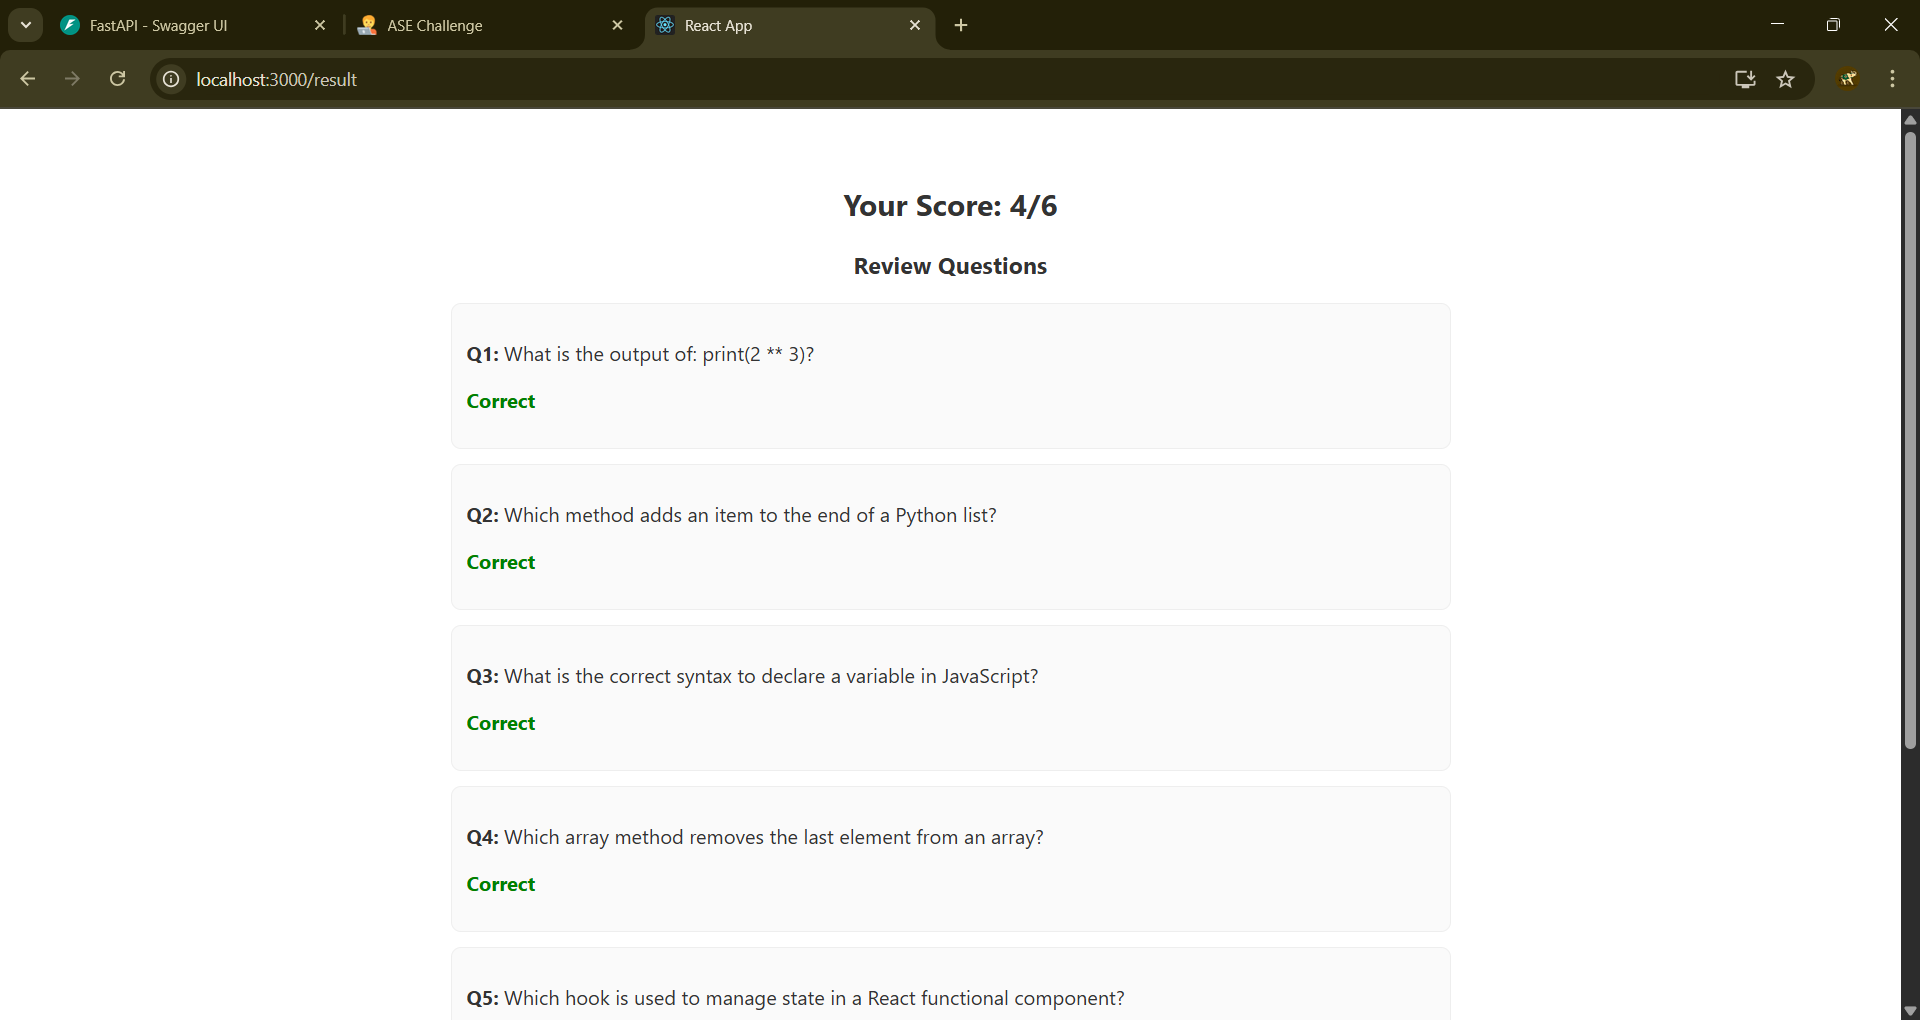 FastAPI - Swagger UI
ASE Challenge
React App
localhost:3000/result
Your Score: 4/6
Review Questions
Q1: What is the output of: print(2 ** 3)?
Correct
Q2: Which method adds an item to the end of a Python list?
Correct
Q3: What is the correct syntax to declare a variable in JavaScript?
Correct
Q4: Which array method removes the last element from an array?
Correct
Q5: Which hook is used to manage state in a React functional component?